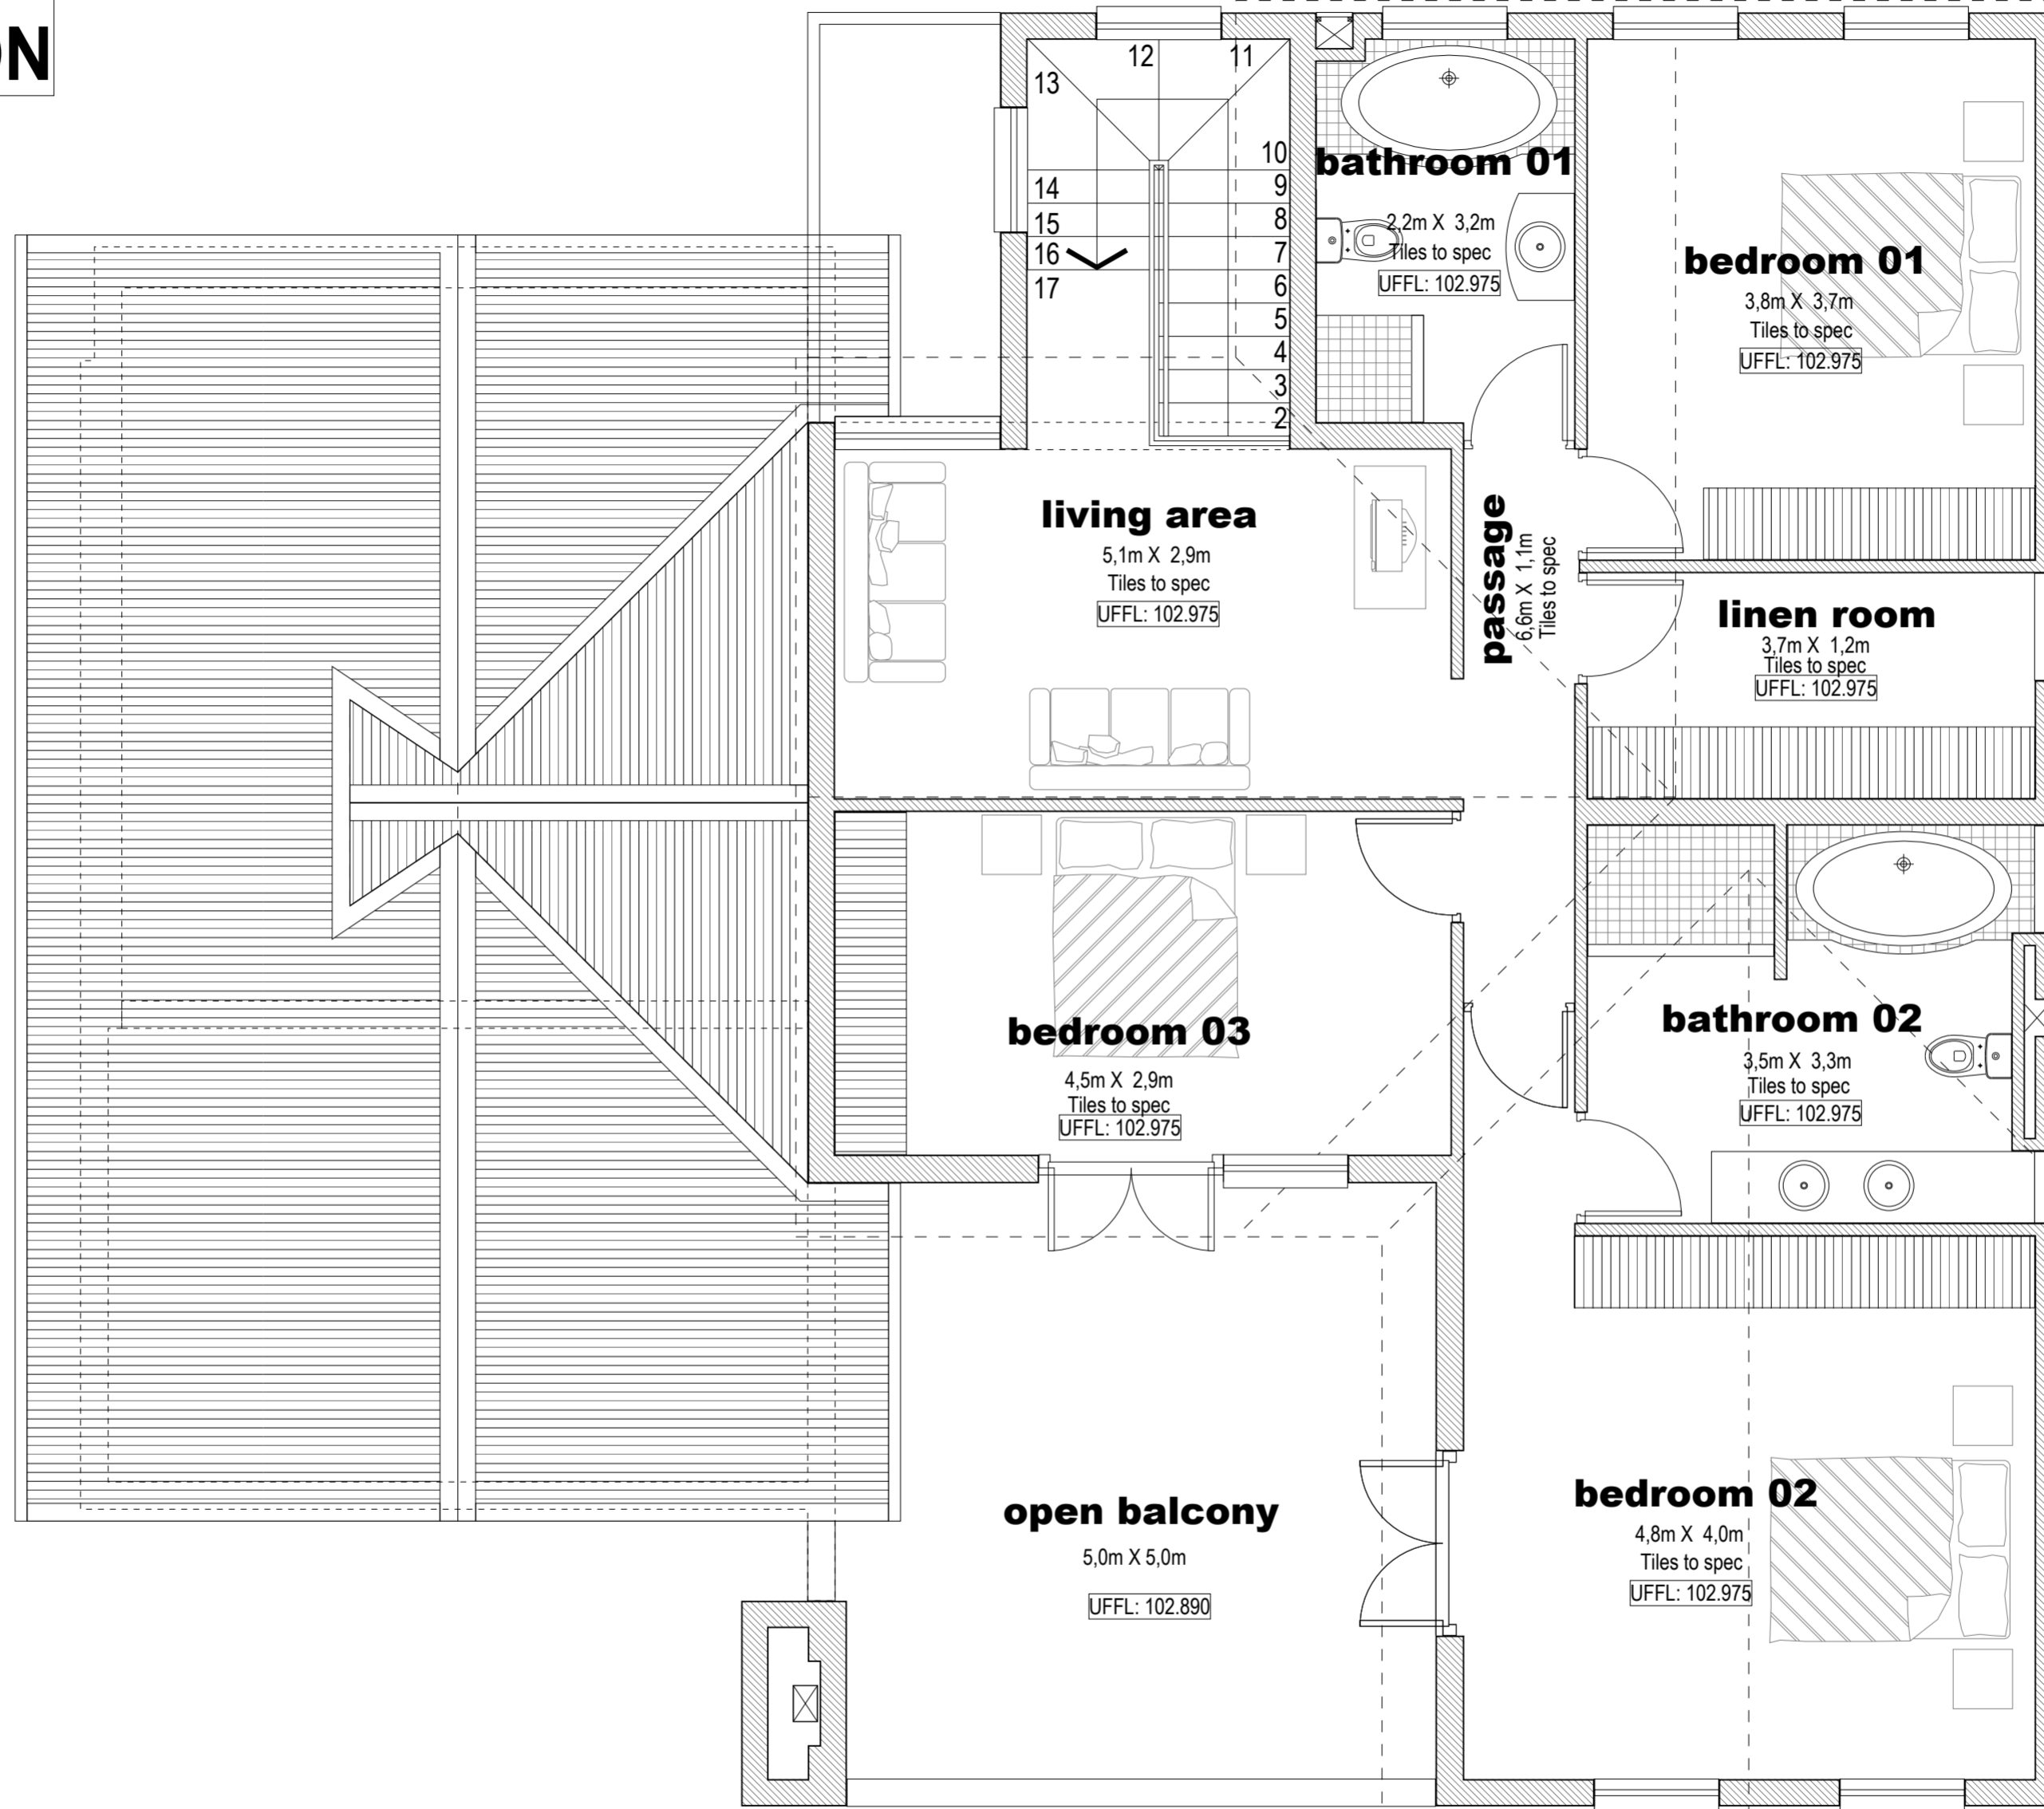 ON
12
11
13
10
14
9
15
8
16
7
17
6
5
4
3
2
bathroom 01
2,2m X 3,2m
Tiles to spec
UFFL: 102.975
bedroom 01
3,8m X 3,7m
Tiles to spec
UFFL: 102.975
living area
5,1m X 2,9m
Tiles to spec
UFFL: 102.975
passage
6,6m X 1,1m
Tiles to spec
linen room
3,7m X 1,2m
Tiles to spec
UFFL: 102.975
bedroom 03
4,5m X 2,9m
Tiles to spec
UFFL: 102.975
bathroom 02
3,5m X 3,3m
Tiles to spec
UFFL: 102.975
open balcony
5,0m X 5,0m
UFFL: 102.890
bedroom 02
4,8m X 4,0m
Tiles to spec
UFFL: 102.975